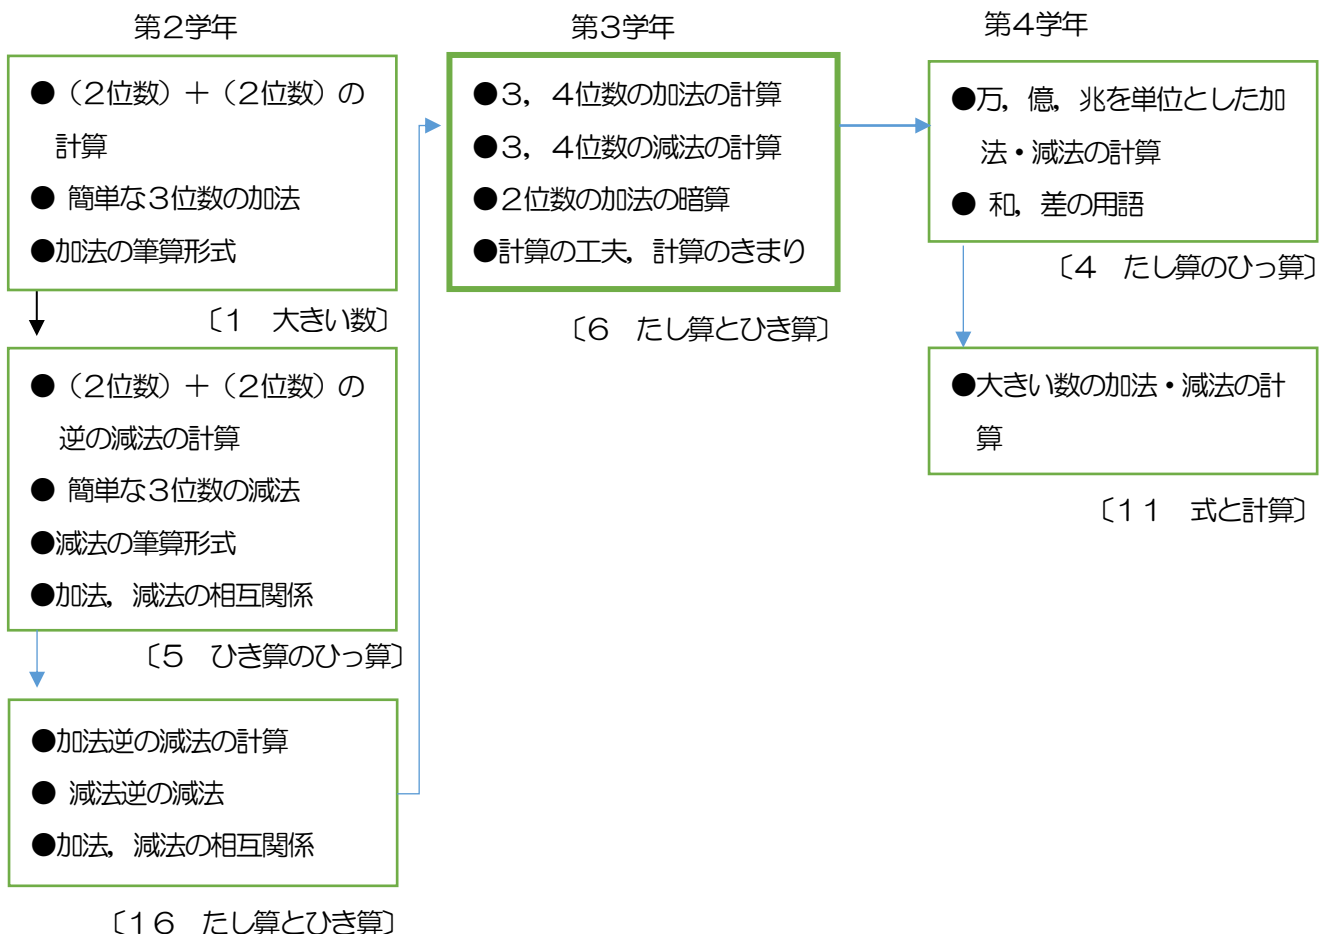 第2学年
●（2位数）＋（2位数）の
計算
● 簡単な3位数の加法
●加法の筆算形式
〔1　大きい数〕
●（2位数）＋（2位数）の
逆の減法の計算
● 簡単な3位数の減法
●減法の筆算形式
●加法，減法の相互関係
〔5　ひき算のひっ算〕
●加法逆の減法の計算
● 減法逆の減法
●加法，減法の相互関係
〔16　たし算とひき算〕
第3学年
●3，4位数の加法の計算
●3，4位数の減法の計算
●2位数の加法の暗算
●計算の工夫，計算のきまり
〔6　たし算とひき算〕
第4学年
●万，億，兆を単位とした加
法・減法の計算
● 和，差の用語
〔4　たし算のひっ算〕
●大きい数の加法・減法の計
算
〔11　式と計算〕